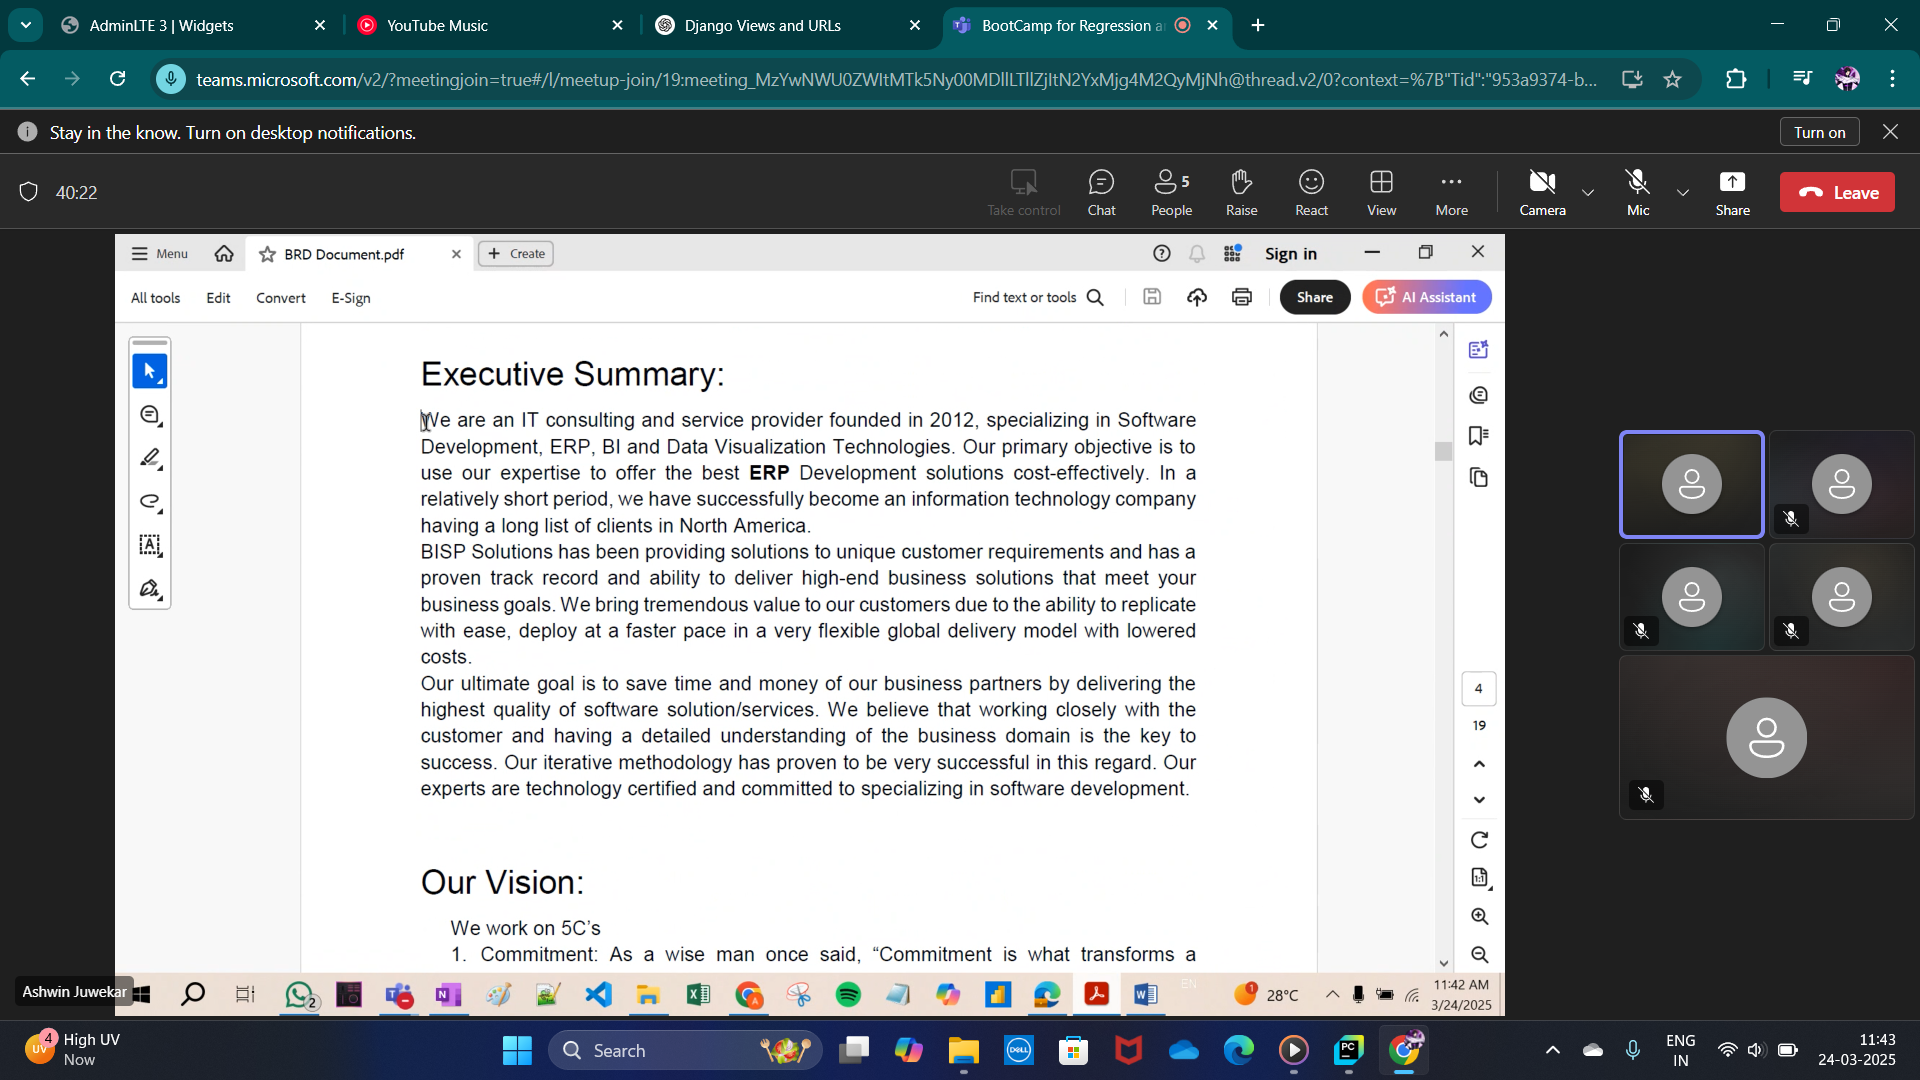 AdminLTE 3 | Widgets
YouTube Music
Django Views and URLs
BootCamp for Regression a
teams.microsoft.com/v2/?meetingjoin=true#/l/meetup-join/19:meeting_MzYwNWU0ZWItMTk5Ny00MDllLTllZjItN2YxMjg4M2QyMjNh@thread.v2/0?context=%7B"Tid":"953a9374-b...
Stay in the know. Turn on desktop notifications.
Turn on
40:22
Take control
Chat
5
People
Raise
React
View
More
Camera
Mic
Share
Leave
Menu
BRD Document.pdf
Create
Sign in
All tools
Edit
Convert
E-Sign
Find text or tools
Share
AI Assistant
Executive Summary:
We are an IT consulting and service provider founded in 2012, specializing in Software
Development, ERP, BI and Data Visualization Technologies. Our primary objective is to
use our expertise to offer the best ERP Development solutions cost-effectively. In a
relatively short period, we have successfully become an information technology company
having a long list of clients in North America.
BISP Solutions has been providing solutions to unique customer requirements and has a
proven track record and ability to deliver high-end business solutions that meet your
business goals. We bring tremendous value to our customers due to the ability to replicate
with ease, deploy at a faster pace in a very flexible global delivery model with lowered
costs.
Our ultimate goal is to save time and money of our business partners by delivering the
highest quality of software solution/services. We believe that working closely with the
customer and having a detailed understanding of the business domain is the key to
success. Our iterative methodology has proven to be very successful in this regard. Our
experts are technology certified and committed to specializing in software development.
Our Vision:
We work on 5C's
1. Commitment: As a wise man once said, “Commitment is what transforms a
4
19
Ashwin Juwekar
2
EN
1
28°C
11:42 AM
3/24/2025
UV
4
High UV
Now
Search
DELL
PC
ENG
IN
11:43
24-03-2025